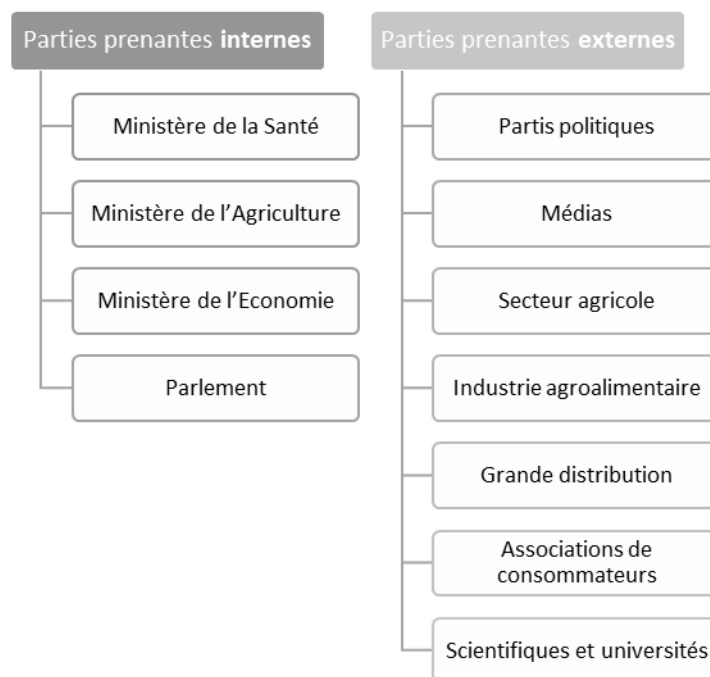 Parties prenantes internes
Ministère de la Santé
Ministère de l’Agriculture
Ministère de l’Economie
Parlement
Parties prenantes externes
Partis politiques
Médias
Secteur agricole
Industrie agroalimentaire
Grande distribution
Associations de
consommateurs
Scientifiques et universités